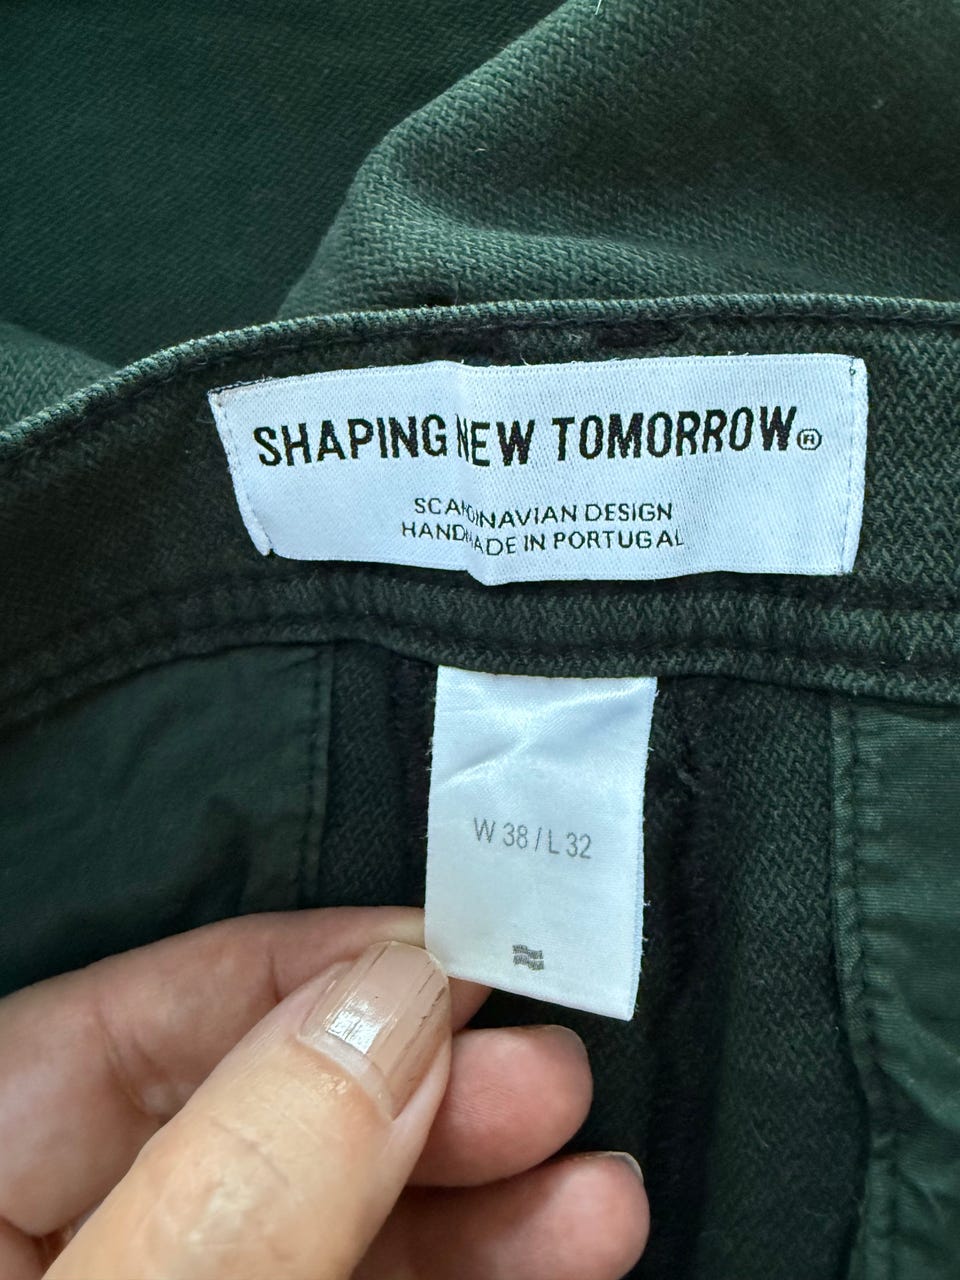 SHAPING NEW TOMORROW®
SCANDINAVIAN DESIGN
HANDMADE IN PORTUGAL
W 38 / L 32